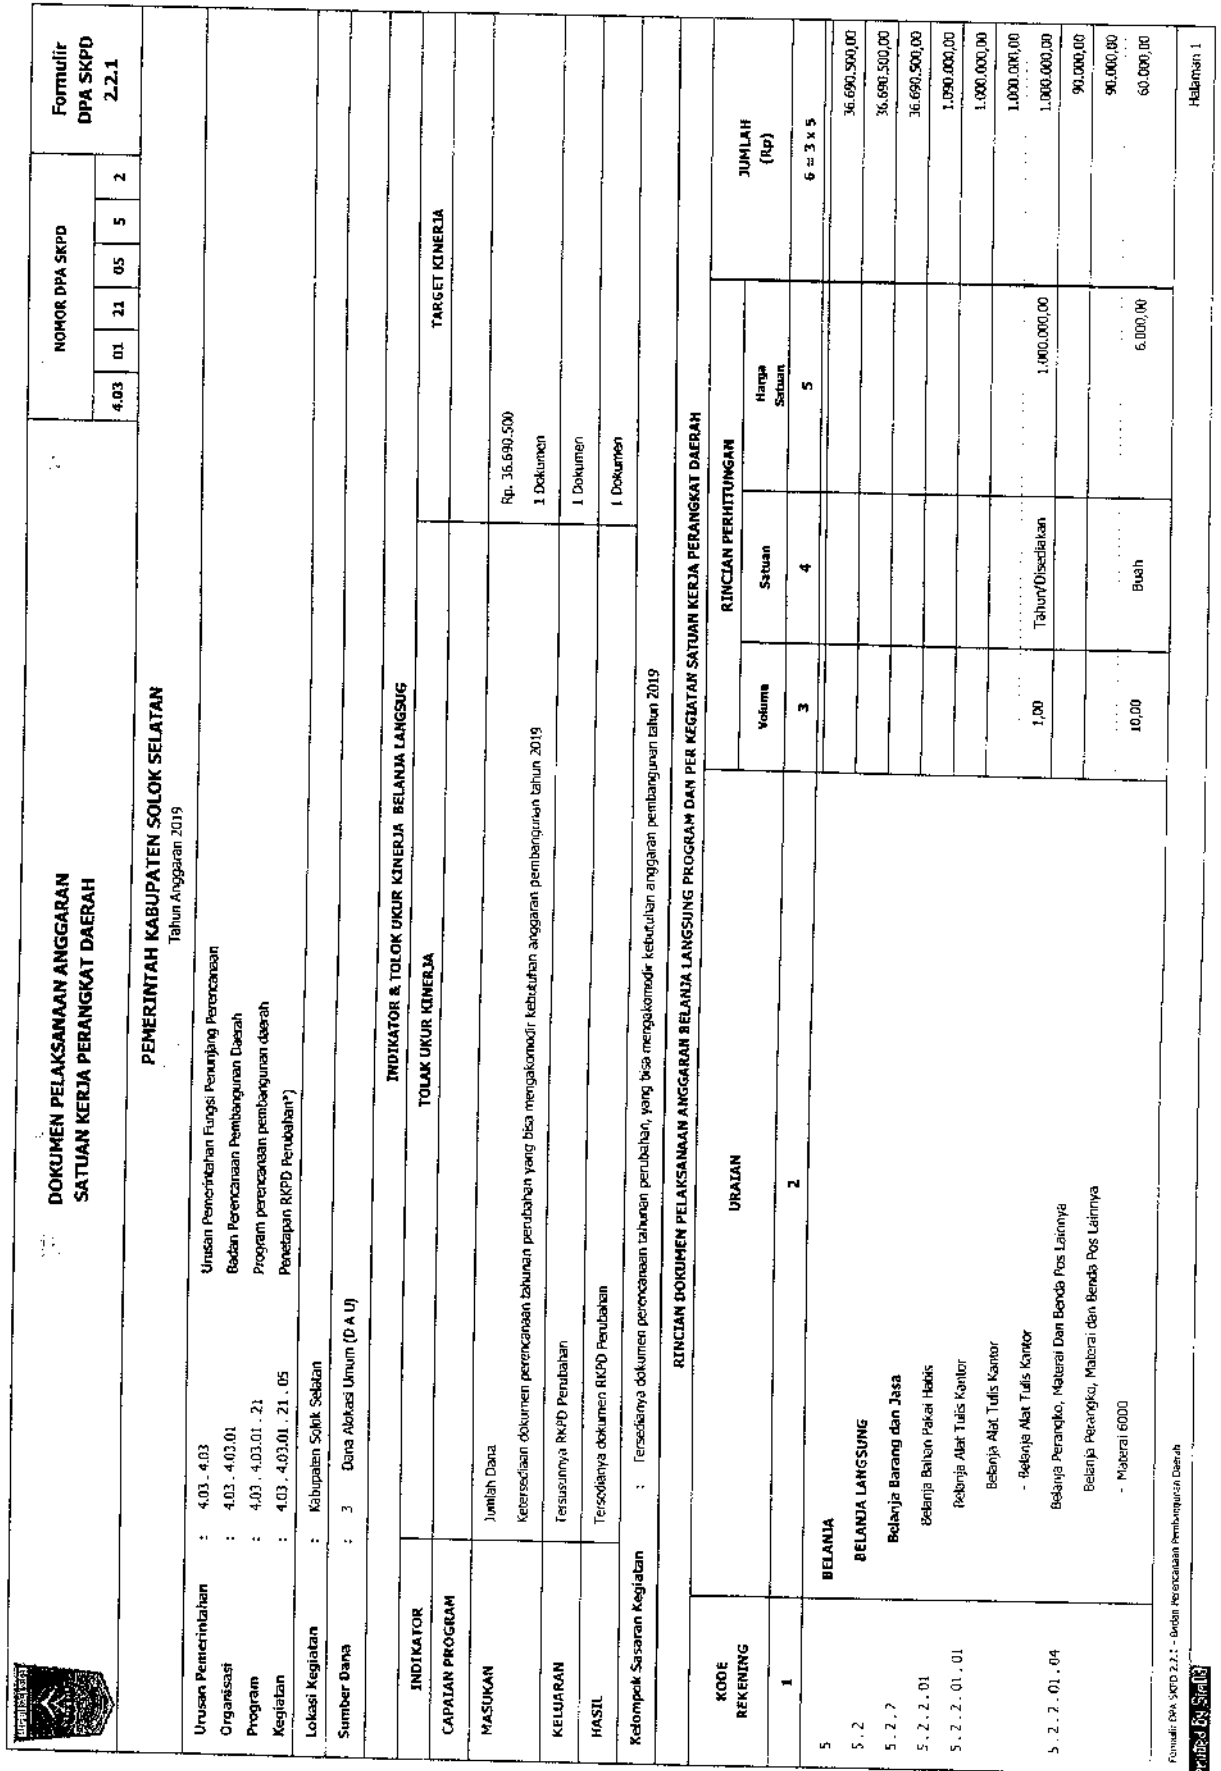 DOKUMEN PELAKSANAAN ANGGARAN
SATUAN KERJA PERANGKAT DAERAH
NOMOR DPA SKPD
4.03 01 21 05 5 2
Formulir
DPA SKPD
2.2.1
PEMERINTAH KABUPATEN SOLOK SELATAN
Tahun Anggaran 2019
Urusan Pemerintahan : 4.03 . 4.03 Urusan Pemerintahan Fungsi Penunjang Perencanaan
Organisasi : 4.03 . 4.03.01 Badan Perencanaan Pembangunan Daerah
Program : 4.03 . 4.03.01 . 21 Program perencanaan pembangunan daerah
Kegiatan : 4.03 . 4.03.01 . 21 . 05 Penetapan RKPD Perubahan*)
Lokasi Kegiatan : Kabupaten Solok Selatan
Sumber Dana : 3 Dana Alokasi Umum (D A U)
INDIKATOR & TOLOK UKUR KINERJA BELANJA LANGSUG
INDIKATOR TOLAK UKUR KINERJA TARGET KINERJA
CAPAIAN PROGRAM
MASUKAN Jumlah Dana Rp. 36.690.500
Ketersediaan dokumen perencanaan tahunan perubahan yang bisa mengakomodir kebutuhan anggaran pembangunan tahun 2019 1 Dokumen
KELUARAN Tersusunnya RKPD Perubahan 1 Dokumen
HASIL Tersedianya dokumen RKPD Perubahan 1 Dokumen
Kelompok Sasaran Kegiatan : Tersedianya dokumen perencanaan tahunan perubahan, yang bisa mengakomodir kebutuhan anggaran pembangunan tahun 2019
RINCIAN DOKUMEN PELAKSANAAN ANGGARAN BELANJA LANGSUNG PROGRAM DAN PER KEGIATAN SATUAN KERJA PERANGKAT DAERAH
KODE REKENING URAIAN RINCIAN PERHITUNGAN JUMLAH (Rp)
Volume Satuan Harga Satuan
1 2 3 4 5 6 = 3 x 5
5 BELANJA 36.690.500,00
5 . 2 BELANJA LANGSUNG 36.690.500,00
5 . 2 . 2 Belanja Barang dan Jasa 36.690.500,00
5 . 2 . 2 . 01 Belanja Bahan Pakai Habis 1.090.000,00
5 . 2 . 2 . 01 . 01 Belanja Alat Tulis Kantor 1.000.000,00
Belanja Alat Tulis Kantor 1.000.000,00
- Belanja Alat Tulis Kantor 1,00 Tahun/Disediakan 1.000.000,00 1.000.000,00
5 . 2 . 2 . 01 . 04 Belanja Perangko, Materai Dan Benda Pos Lainnya 90.000,00
Belanja Perangko, Materai dan Benda Pos Lainnya 90.000,00
- Materai 6000 10,00 Buah 6.000,00 60.000,00
Formulir DPA SKPD 2.2.1 - Badan Perencanaan Pembangunan Daerah
Halaman 1